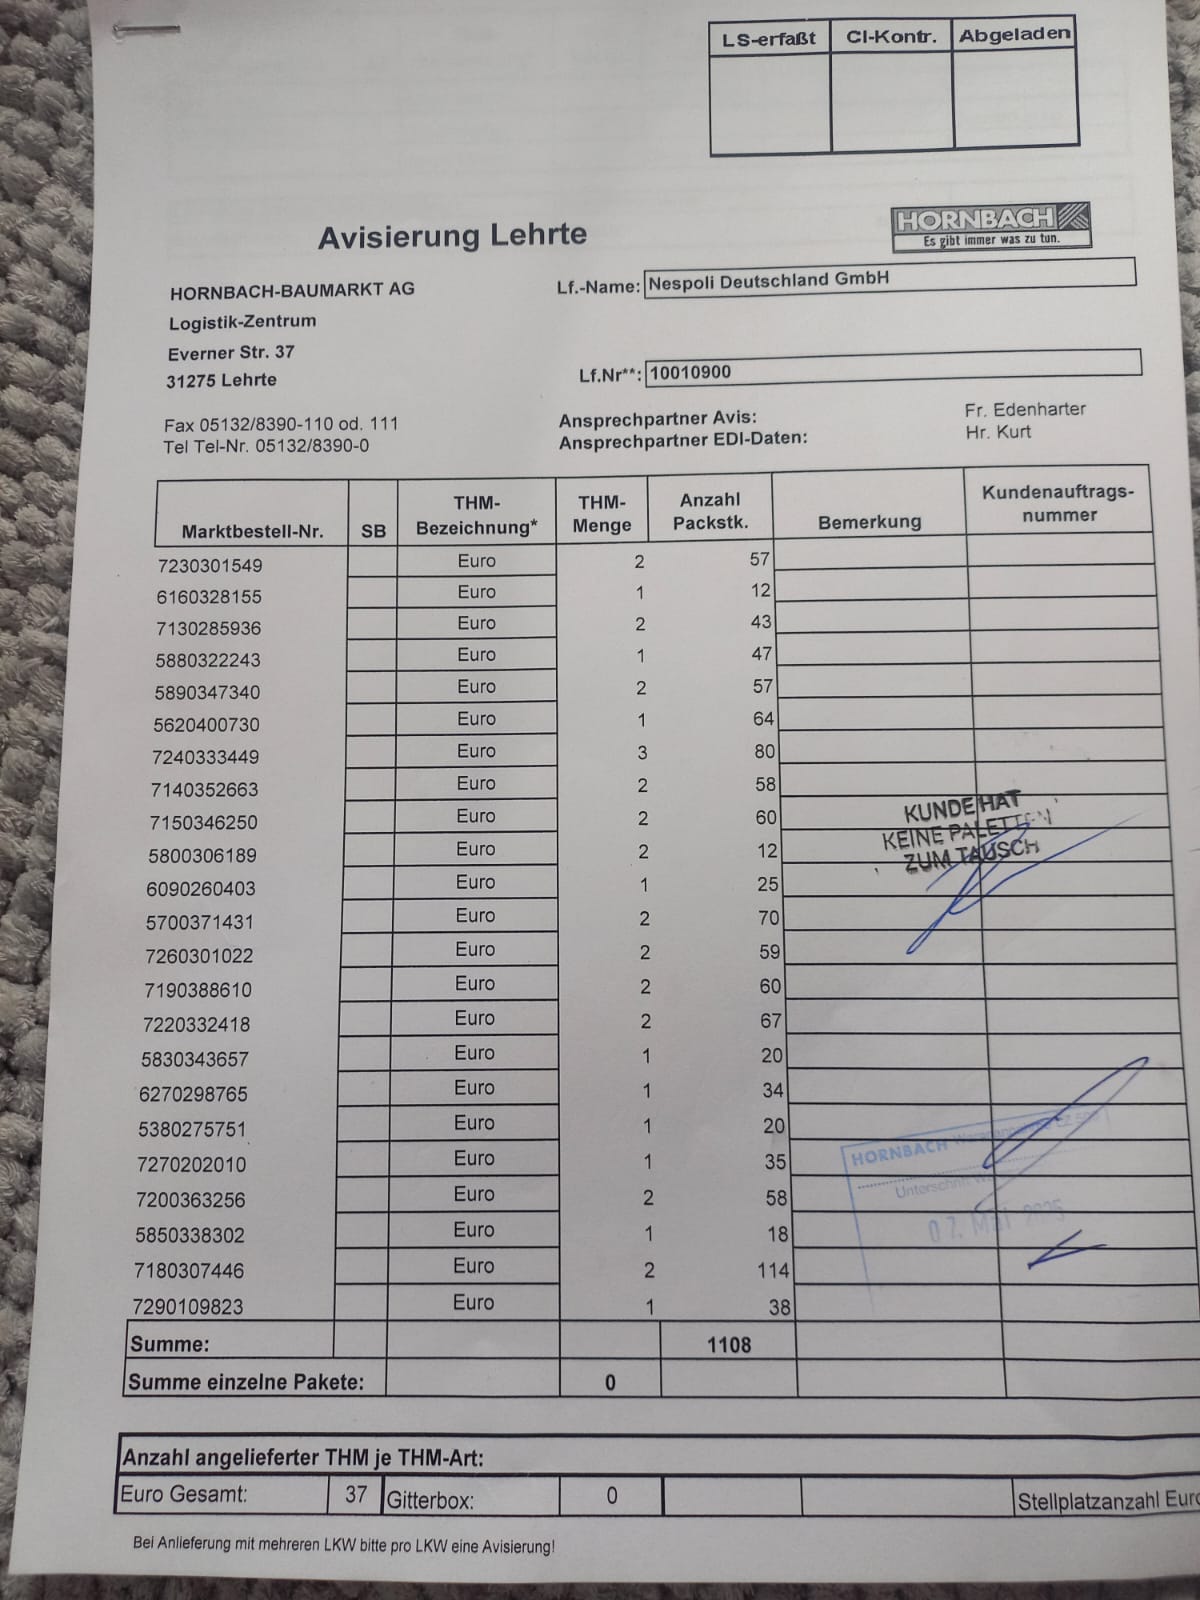 LS-erfaßt CI-Kontr. Abgeladen
Avisierung Lehrte
HORNBACH
Es gibt immer was zu tun.
HORNBACH-BAUMARKT AG
Lf.-Name: Nespoli Deutschland GmbH
Logistik-Zentrum
Everner Str. 37
31275 Lehrte
Lf.Nr**: 10010900
Fax 05132/8390-110 od. 111
Tel Tel-Nr. 05132/8390-0
Ansprechpartner Avis: Fr. Edenharter
Ansprechpartner EDI-Daten: Hr. Kurt
Marktbestell-Nr. SB THM-Bezeichnung* THM-Menge Anzahl Packstk. Bemerkung Kundenauftrags-nummer
7230301549 Euro 2 57
6160328155 Euro 1 12
7130285936 Euro 2 43
5880322243 Euro 1 47
5890347340 Euro 2 57
5620400730 Euro 1 64
7240333449 Euro 3 80
7140352663 Euro 2 58
7150346250 Euro 2 60
5800306189 Euro 2 12
6090260403 Euro 1 25
5700371431 Euro 2 70
7260301022 Euro 2 59
7190388610 Euro 2 60
7220332418 Euro 2 67
5830343657 Euro 1 20
6270298765 Euro 1 34
5380275751 Euro 1 20
7270202010 Euro 1 35
7200363256 Euro 2 58
5850338302 Euro 1 18
7180307446 Euro 2 114
7290109823 Euro 1 38
KUNDE HAT
KEINE PALETTEN
ZUM TAUSCH
HORNBACH
Unterschrift
07. Mai 2025
Summe: 1108
Summe einzelne Pakete: 0
Anzahl angelieferter THM je THM-Art:
Euro Gesamt: 37 Gitterbox: 0 Stellplatzanzahl Euro
Bei Anlieferung mit mehreren LKW bitte pro LKW eine Avisierung!